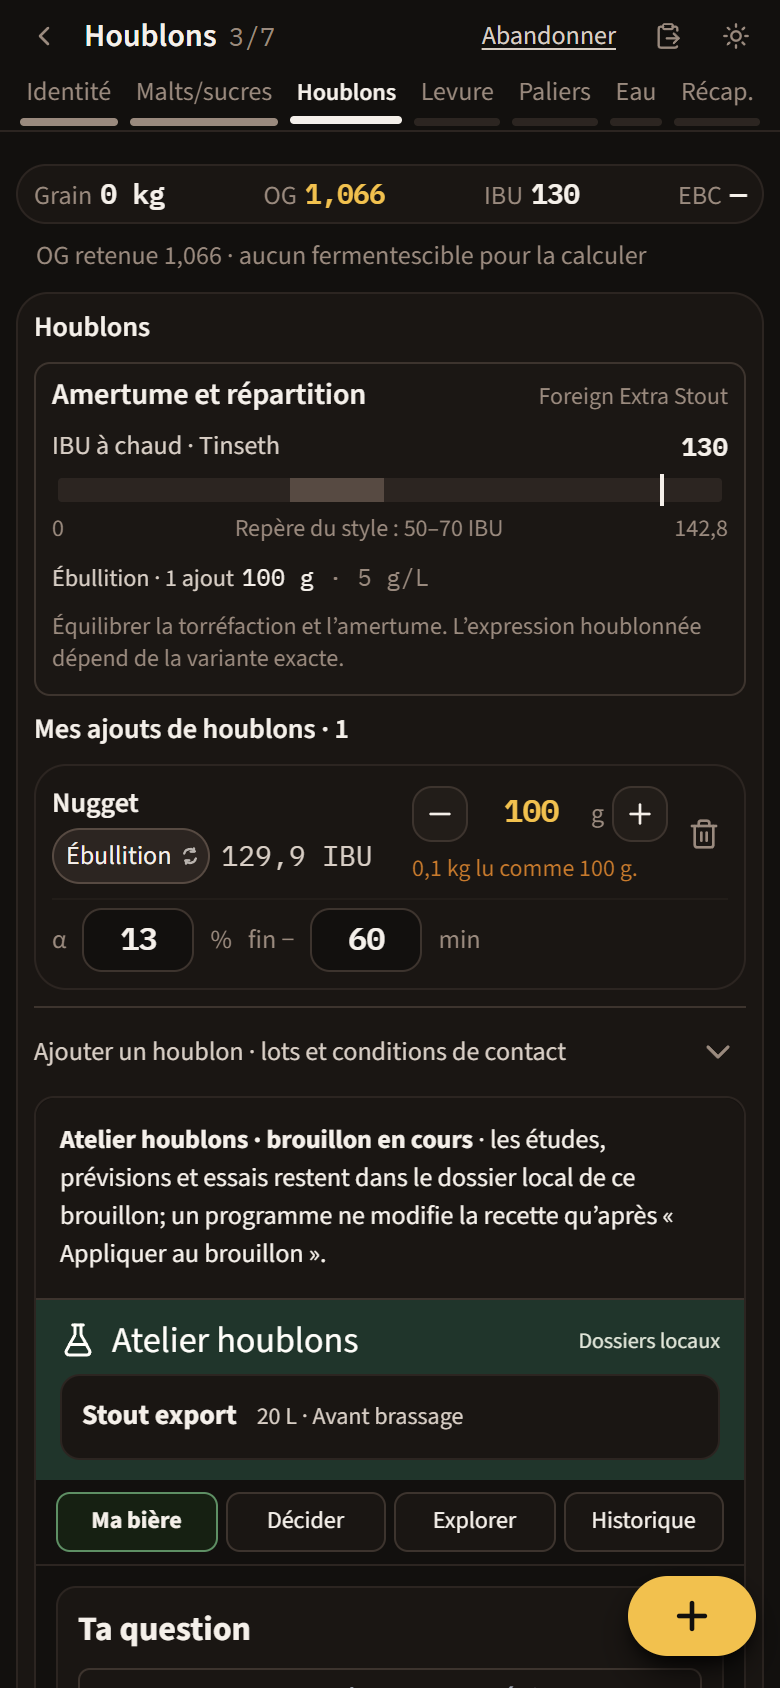 Houblons 3/7 Abandonner
Identité Malts/sucres Houblons Levure Paliers Eau Récap.
Grain 0 kg OG 1,066 IBU 130 EBC –
OG retenue 1,066 · aucun fermentescible pour la calculer
Houblons
Amertume et répartition Foreign Extra Stout
IBU à chaud · Tinseth 130
0 Repère du style : 50–70 IBU 142,8
Ébullition · 1 ajout 100 g · 5 g/L
Équilibrer la torréfaction et l’amertume. L’expression houblonnée
dépend de la variante exacte.
Mes ajouts de houblons · 1
Nugget
− 100 g +
Ébullition 129,9 IBU
0,1 kg lu comme 100 g.
α 13 % fin − 60 min
Ajouter un houblon · lots et conditions de contact
Atelier houblons · brouillon en cours · les études,
prévisions et essais restent dans le dossier local de ce
brouillon; un programme ne modifie la recette qu’après «
Appliquer au brouillon ».
Atelier houblons Dossiers locaux
Stout export 20 L · Avant brassage
Ma bière Décider Explorer Historique
Ta question
+